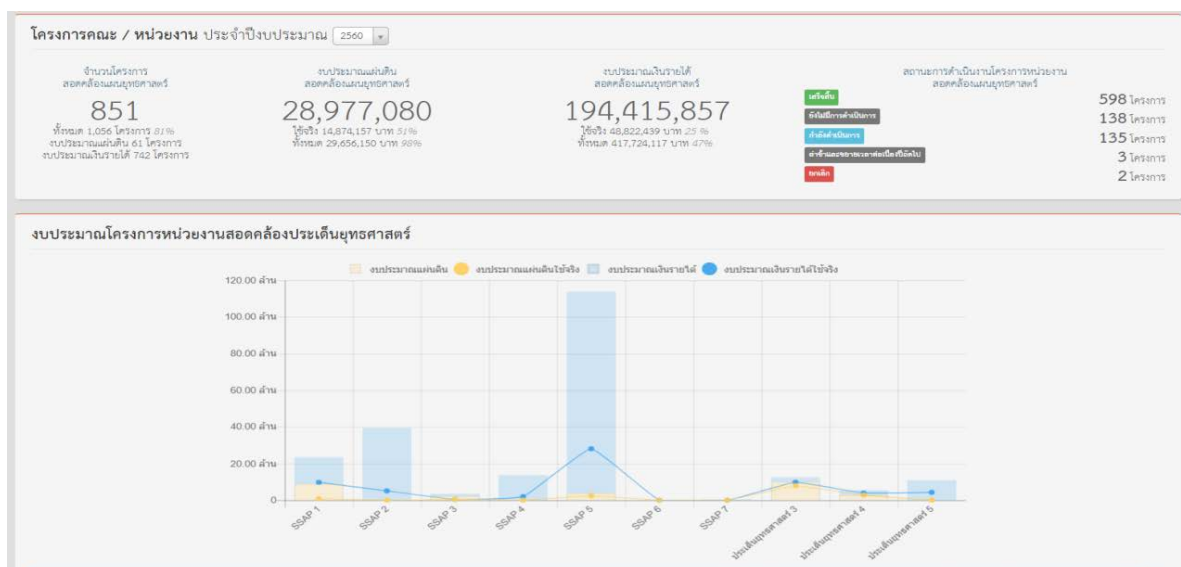 โครงการคณะ / หน่วยงาน ประจำปีงบประมาณ 2560
จำนวนโครงการ
สอดคล้องแผนยุทธศาสตร์
851
ทั้งหมด 1,056 โครงการ 81%
งบประมาณแผ่นดิน 61 โครงการ
งบประมาณเงินรายได้ 742 โครงการ
งบประมาณแผ่นดิน
สอดคล้องแผนยุทธศาสตร์
28,977,080
ใช้จริง 14,874,157 บาท 51%
ทั้งหมด 29,656,150 บาท 98%
งบประมาณเงินรายได้
สอดคล้องแผนยุทธศาสตร์
194,415,857
ใช้จริง 48,822,439 บาท 25 %
ทั้งหมด 417,724,117 บาท 47%
สถานะการดำเนินงานโครงการหน่วยงาน
สอดคล้องแผนยุทธศาสตร์
เสร็จสิ้น 598 โครงการ
ยังไม่มีการดำเนินการ 138 โครงการ
กำลังดำเนินการ 135 โครงการ
ล่าช้าและขยายเวลาต่อเนื่องปีถัดไป 3 โครงการ
ยกเลิก 2 โครงการ
งบประมาณโครงการหน่วยงานสอดคล้องประเด็นยุทธศาสตร์
งบประมาณแผ่นดิน งบประมาณแผ่นดินใช้จริง งบประมาณเงินรายได้ งบประมาณเงินรายได้ใช้จริง
120.00 ล้าน
100.00 ล้าน
80.00 ล้าน
60.00 ล้าน
40.00 ล้าน
20.00 ล้าน
0
SSAP 1
SSAP 2
SSAP 3
SSAP 4
SSAP 5
SSAP 6
SSAP 7
ประเด็นยุทธศาสตร์ 3
ประเด็นยุทธศาสตร์ 4
ประเด็นยุทธศาสตร์ 5